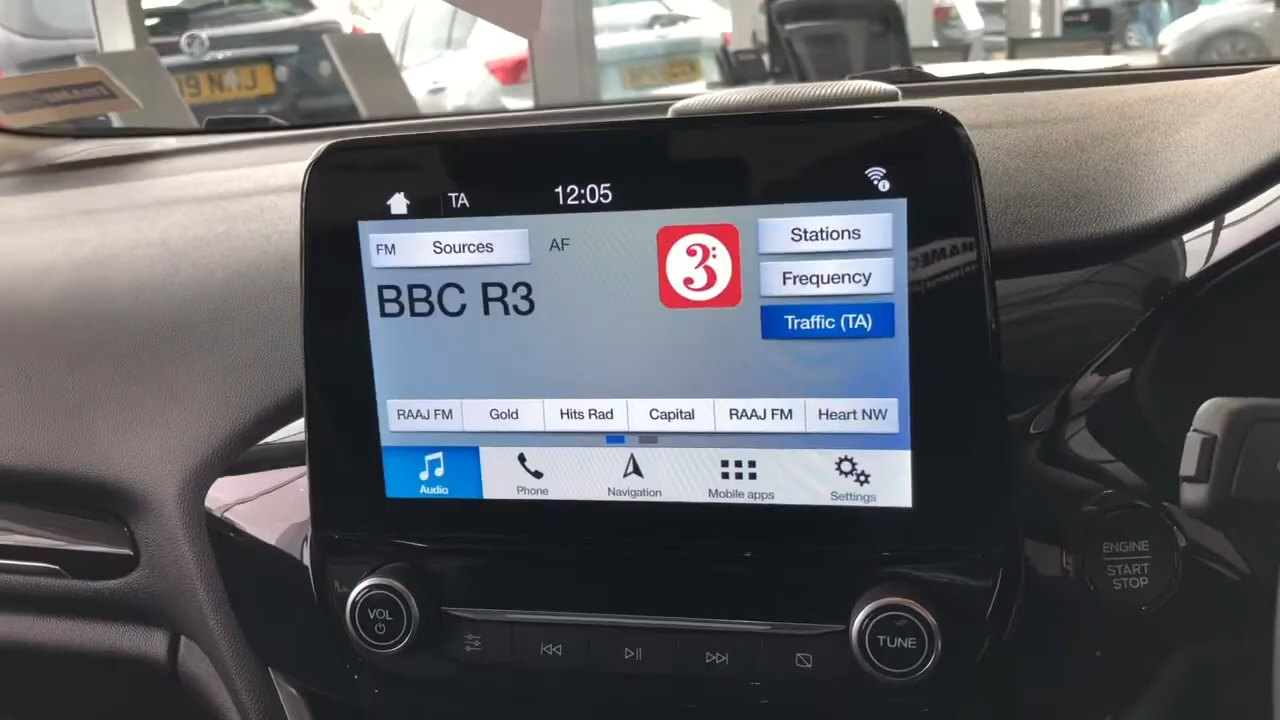 TA
12:05
FM Sources
AF
3
Stations
BBC R3
Frequency
Traffic (TA)
RAAJ FM
Gold
Hits Rad
Capital
RAAJ FM
Heart NW
Audio
Phone
Navigation
Mobile apps
Settings
VOL
TUNE
ENGINE
START
STOP